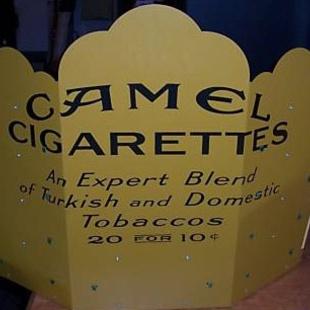 CAMEL
CIGARETTES
An Expert Blend
of Turkish and Domestic
Tobaccos
20 FOR 10¢